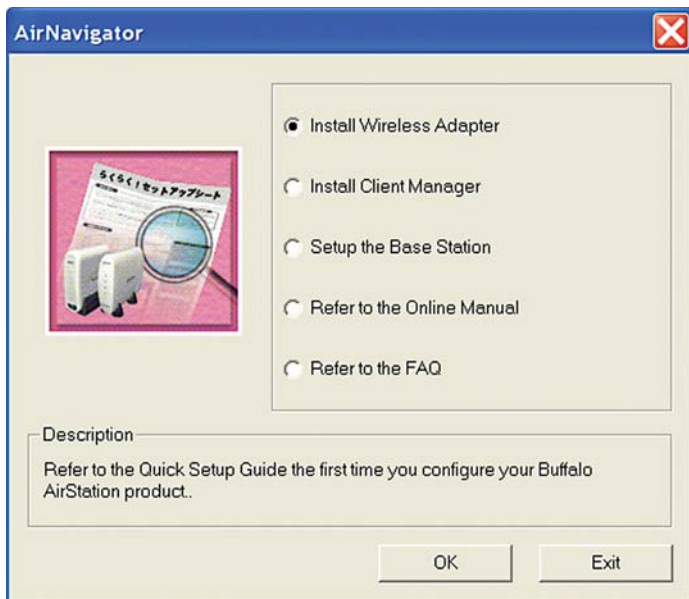 AirNavigator
らくらく!セットアップシート
Install Wireless Adapter
Install Client Manager
Setup the Base Station
Refer to the Online Manual
Refer to the FAQ
Description
Refer to the Quick Setup Guide the first time you configure your Buffalo
AirStation product..
OK
Exit